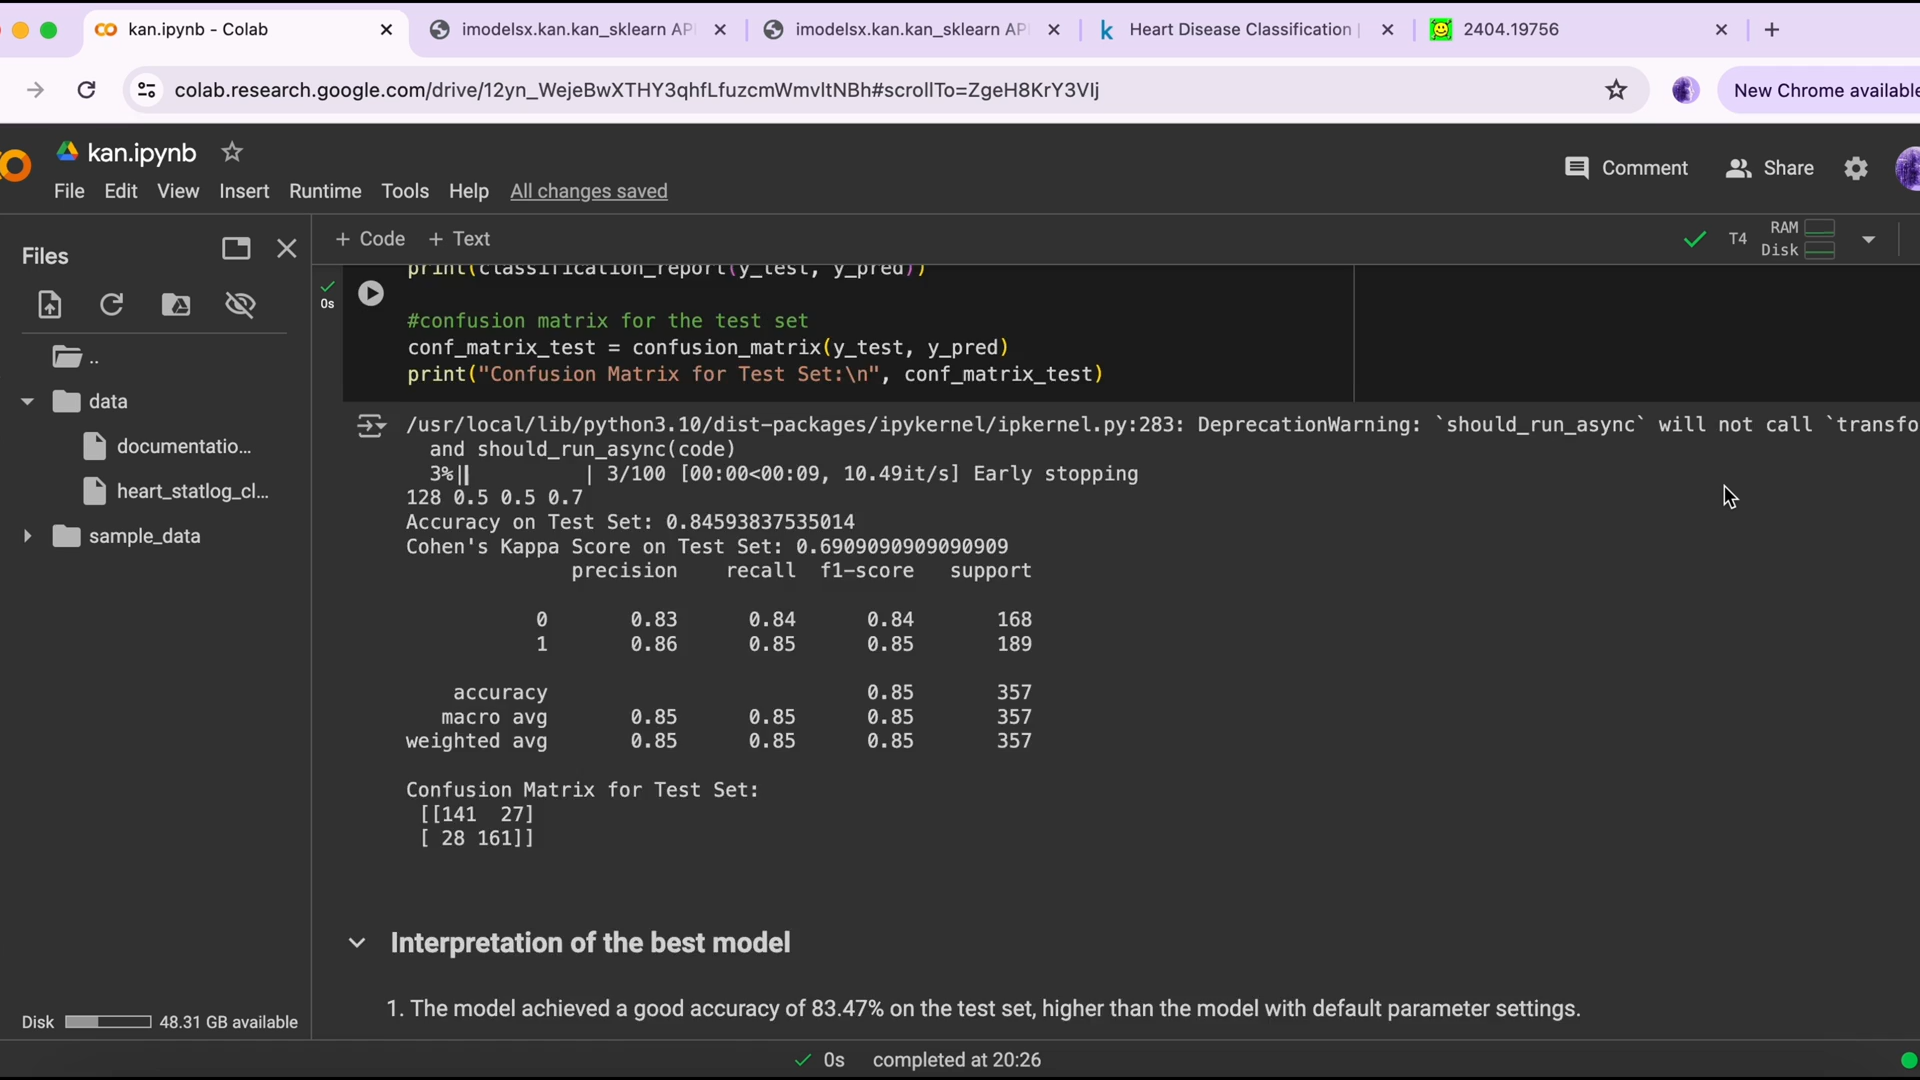 kan.ipynb - Colab
imodelsx.kan.kan_sklearn AP
imodelsx.kan.kan_sklearn AP
Heart Disease Classification
2404.19756
colab.research.google.com/drive/12yn_WejeBwXTHY3qhfLfuzcmWmvltNBh#scrollTo=ZgeH8KrY3Vlj
New Chrome available
kan.ipynb
Comment
Share
File Edit View Insert Runtime Tools Help All changes saved
Files
+ Code + Text
T4
RAM
Disk
..
data
documentatio...
heart_statlog_cl...
sample_data
0s
print(classification_report(y_test, y_pred))
#confusion matrix for the test set
conf_matrix_test = confusion_matrix(y_test, y_pred)
print("Confusion Matrix for Test Set:\n", conf_matrix_test)
/usr/local/lib/python3.10/dist-packages/ipykernel/ipkernel.py:283: DeprecationWarning: `should_run_async` will not call `transfo
and should_run_async(code)
3%|| | 3/100 [00:00<00:09, 10.49it/s] Early stopping
128 0.5 0.5 0.7
Accuracy on Test Set: 0.84593837535014
Cohen's Kappa Score on Test Set: 0.6909090909090909
precision recall f1-score support
0 0.83 0.84 0.84 168
1 0.86 0.85 0.85 189
accuracy 0.85 357
macro avg 0.85 0.85 0.85 357
weighted avg 0.85 0.85 0.85 357
Confusion Matrix for Test Set:
[[141 27]
[ 28 161]]
Interpretation of the best model
1. The model achieved a good accuracy of 83.47% on the test set, higher than the model with default parameter settings.
Disk 48.31 GB available
0s completed at 20:26